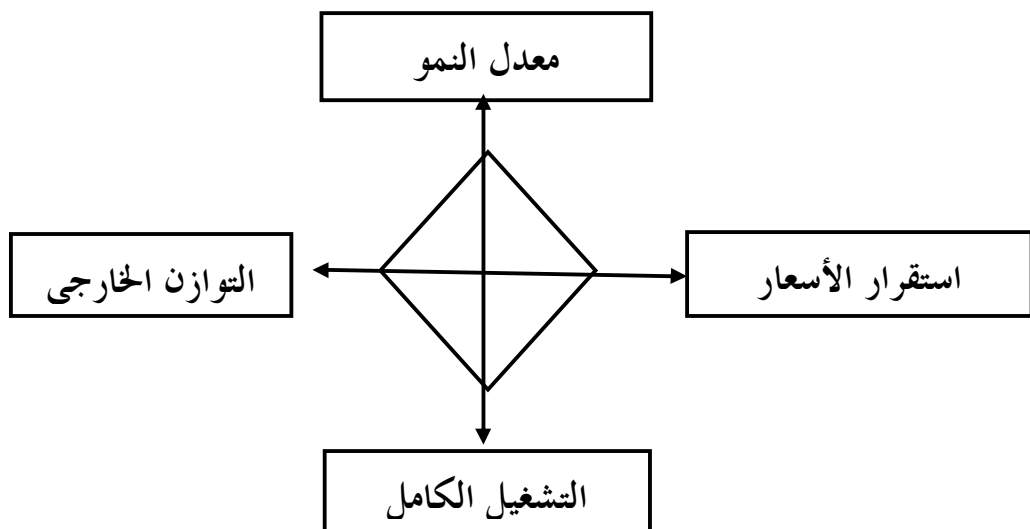 معدل النمو
استقرار الأسعار
التوازن الخارجى
التشغيل الكامل